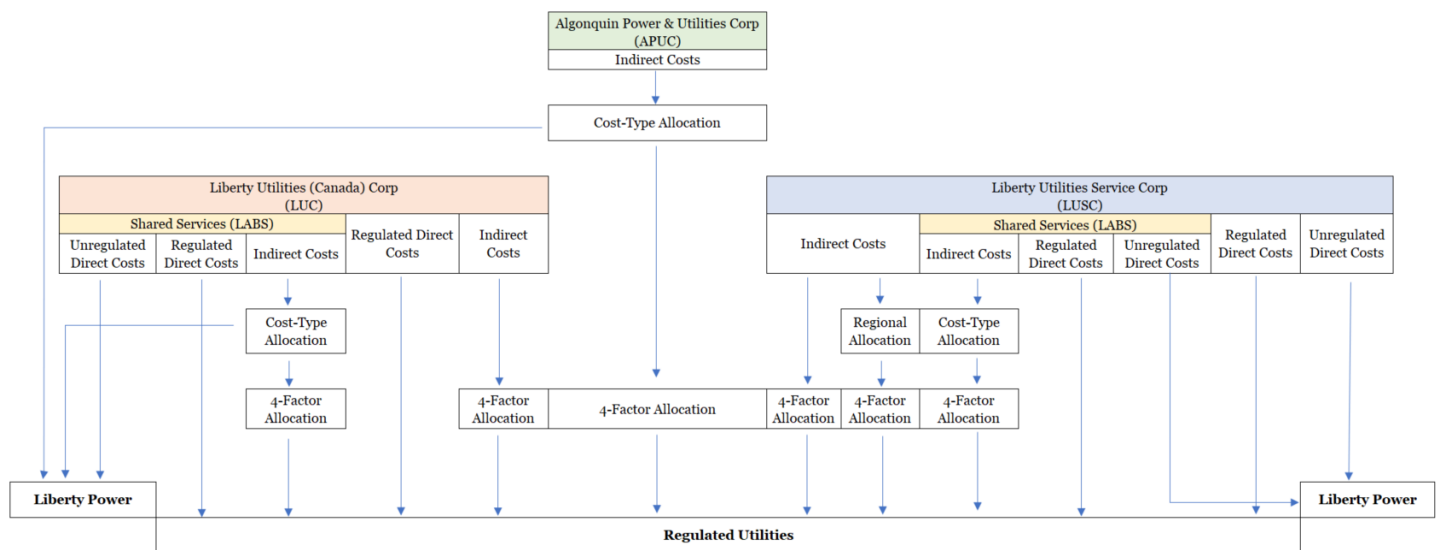 Algonquin Power & Utilities Corp
(APUC)
Indirect Costs
Cost-Type Allocation
Liberty Utilities (Canada) Corp
(LUC)
Shared Services (LABS)
Unregulated
Direct Costs
Regulated
Direct Costs
Indirect Costs
Regulated Direct
Costs
Indirect
Costs
Liberty Utilities Service Corp
(LUSC)
Indirect Costs
Shared Services (LABS)
Indirect Costs
Regulated
Direct Costs
Unregulated
Direct Costs
Regulated
Direct Costs
Unregulated
Direct Costs
Cost-Type
Allocation
Regional
Allocation
Cost-Type
Allocation
4-Factor
Allocation
4-Factor
Allocation
4-Factor Allocation
4-Factor
Allocation
4-Factor
Allocation
4-Factor
Allocation
Liberty Power
Liberty Power
Regulated Utilities